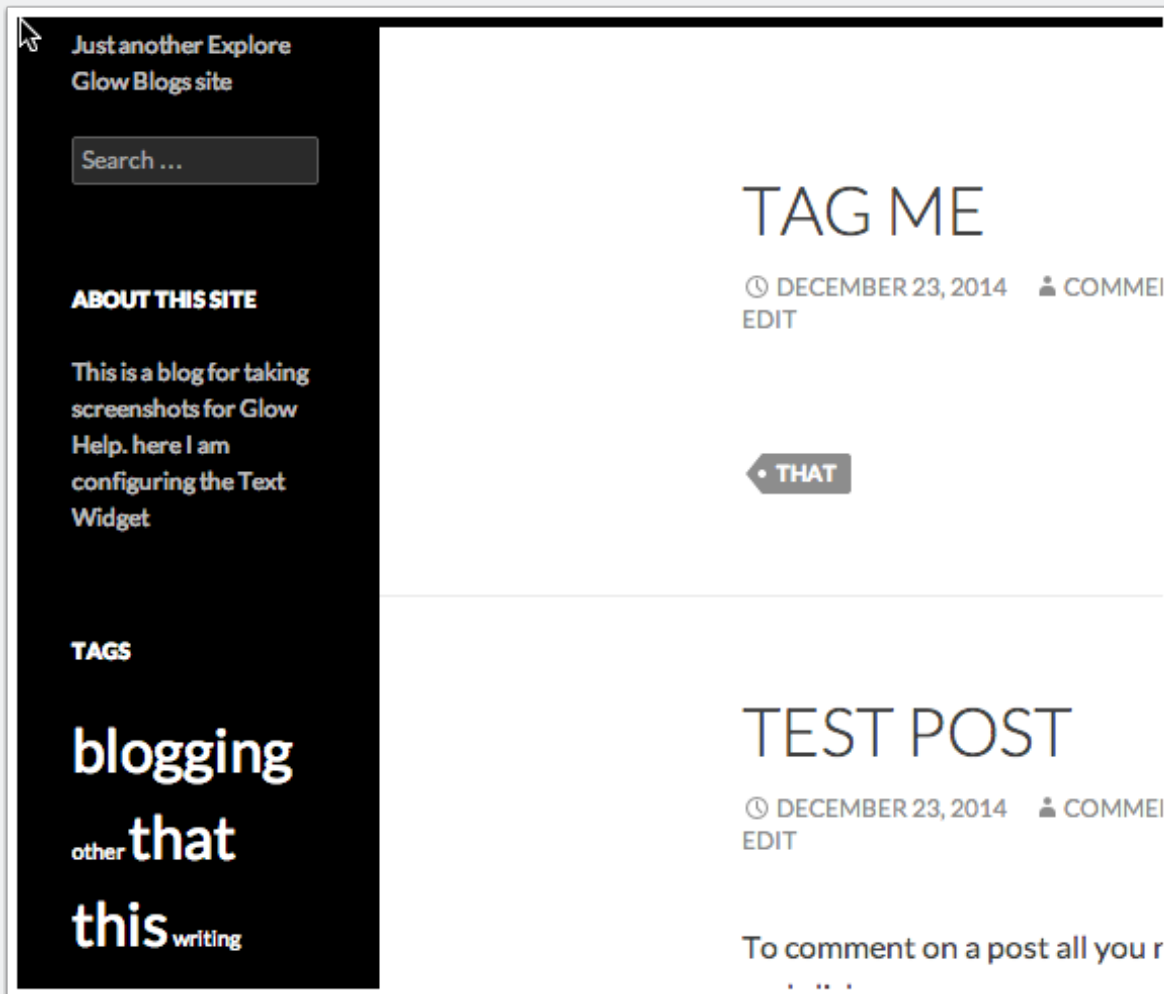 Just another Explore
Glow Blogs site
Search ...
ABOUT THIS SITE
This is a blog for taking
screenshots for Glow
Help. here I am
configuring the Text
Widget
TAGS
blogging
other that
this writing
TAG ME
DECEMBER 23, 2014
EDIT
THAT
TEST POST
DECEMBER 23, 2014
EDIT
To comment on a post all you